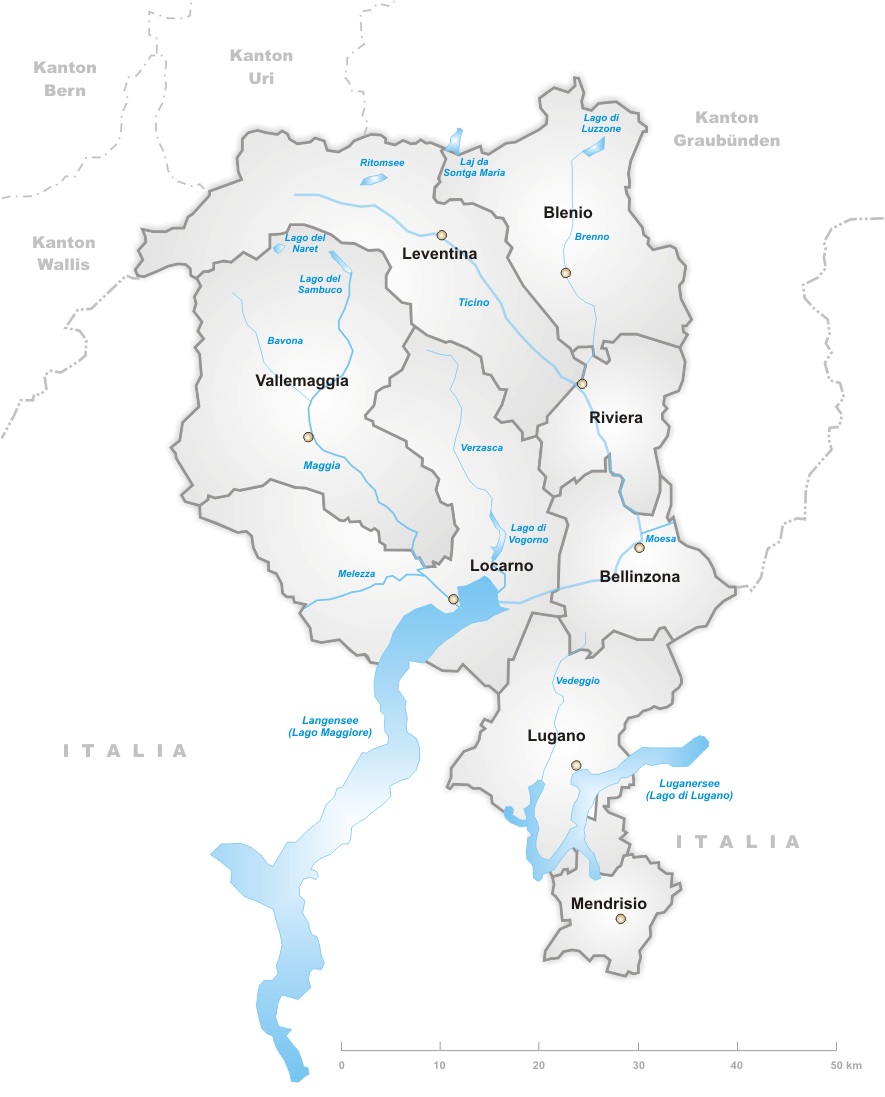 Kanton
Bern
Kanton
Uri
Kanton
Graubünden
Kanton
Wallis
Lago di
Luzzone
Ritomsee
Laj da
Sontga Maria
Blenio
Brenno
Lago del
Naret
Leventina
Lago del
Sambuco
Ticino
Bavona
Vallemaggia
Riviera
Verzasca
Maggia
Lago di
Vogorno
Moesa
Locarno
Melezza
Bellinzona
Vedeggio
Langensee
(Lago Maggiore)
Lugano
ITALIA
Luganersee
(Lago di Lugano)
ITALIA
Mendrisio
0 10 20 30 40 50 km